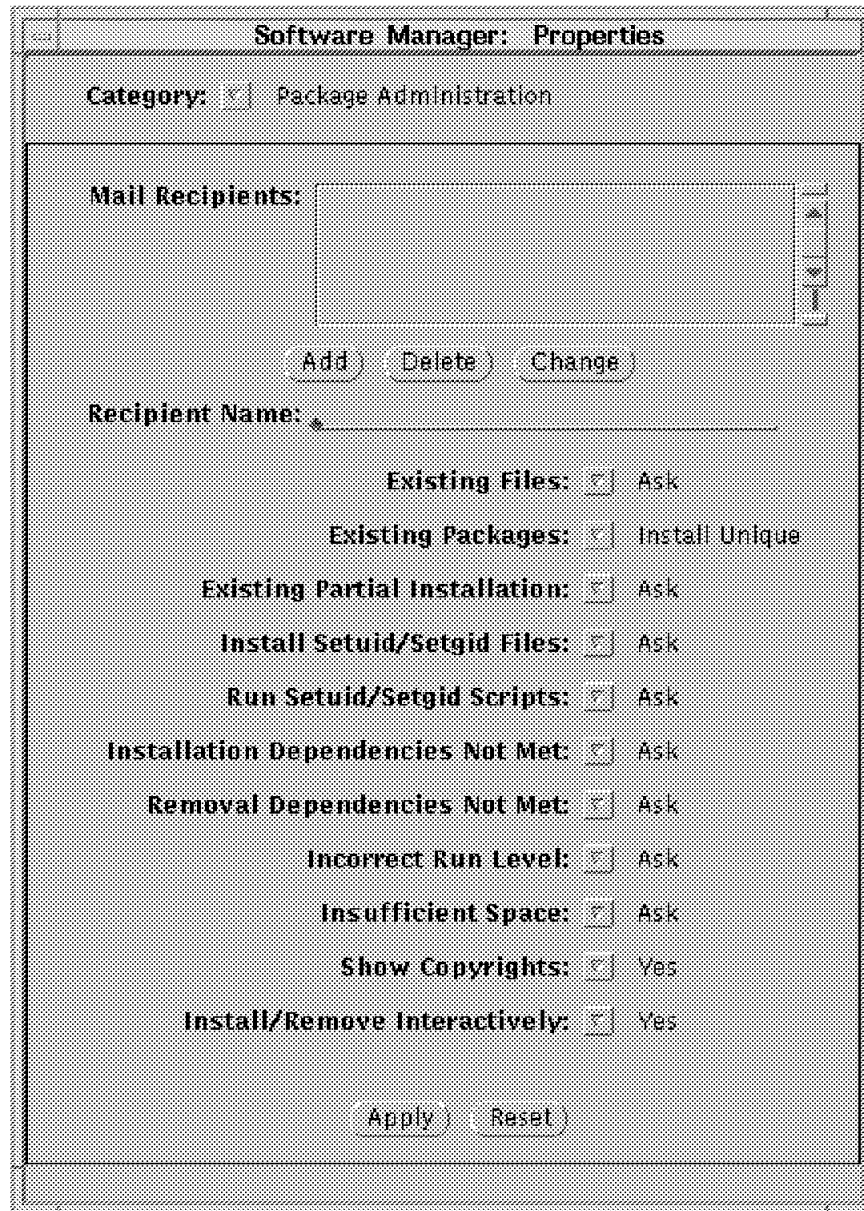 Software Manager: Properties
Category: Package Administration
Mail Recipients:
Add Delete Change
Recipient Name:
Existing Files: Ask
Existing Packages: Install Unique
Existing Partial Installation: Ask
Install Setuid/Setgid Files: Ask
Run Setuid/Setgid Scripts: Ask
Installation Dependencies Not Met: Ask
Removal Dependencies Not Met: Ask
Incorrect Run Level: Ask
Insufficient Space: Ask
Show Copyrights: Yes
Install/Remove Interactively: Yes
Apply Reset